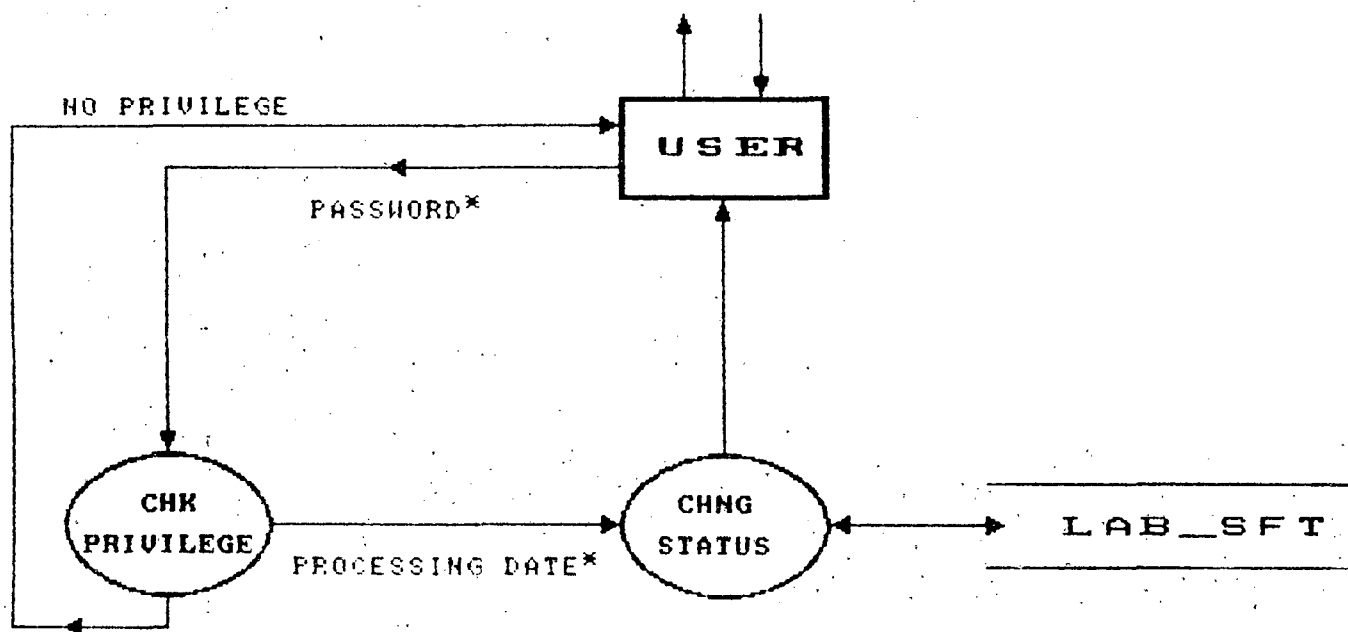 NO PRIVILEGE
USER
PASSWORD*
CHK
PRIVILEGE
CHNG
STATUS
LAB_SFT
PROCESSING DATE*